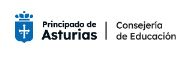 Principado de
Asturias
Consejería
de Educación